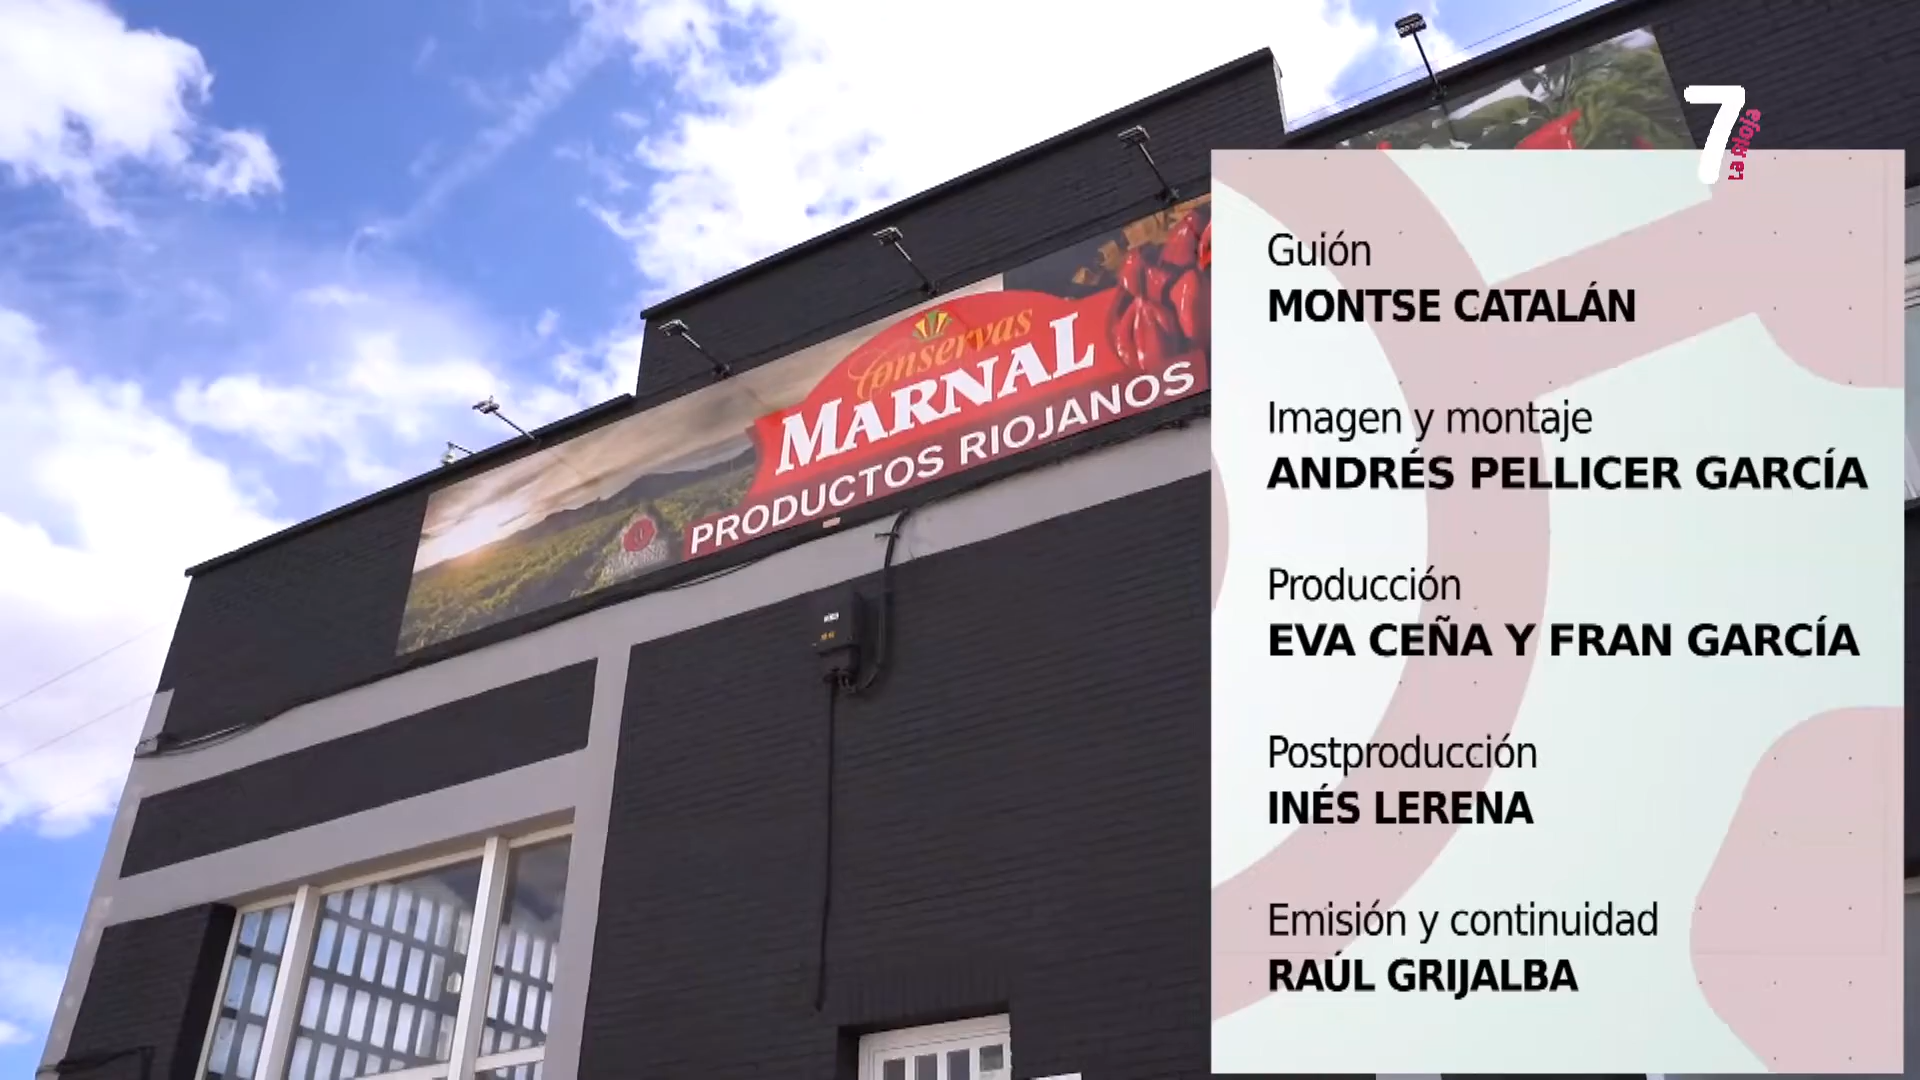 7
La Rioja
Conservas
MARNAL
PRODUCTOS RIOJANOS
Guión
MONTSE CATALÁN
Imagen y montaje
ANDRÉS PELLICER GARCÍA
Producción
EVA CEÑA Y FRAN GARCÍA
Postproducción
INÉS LERENA
Emisión y continuidad
RAÚL GRIJALBA